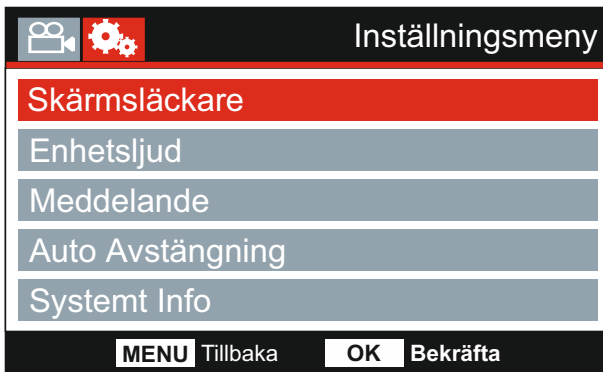 Inställningsmeny
Skärmsläckare
Enhetsljud
Meddelande
Auto Avstängning
Systemt Info
MENU Tillbaka OK Bekräfta